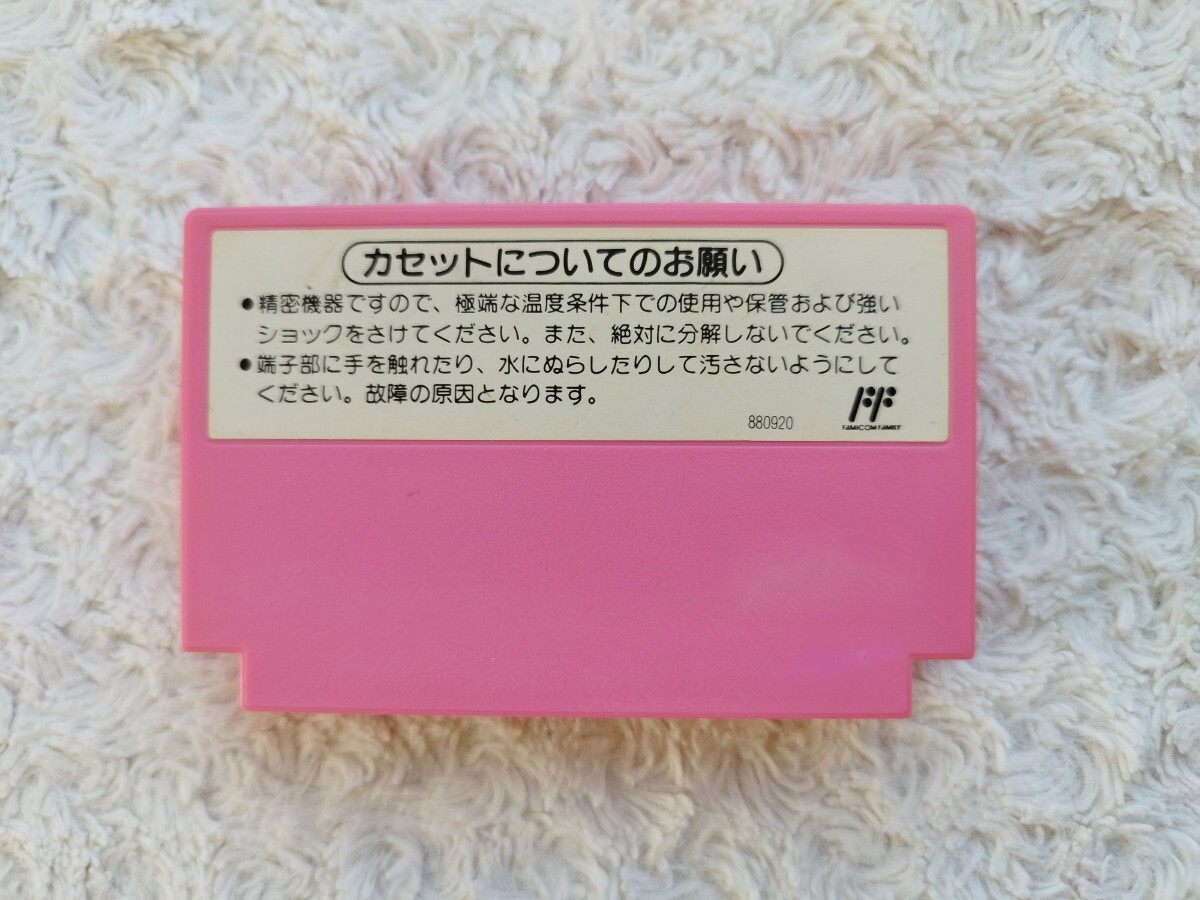 カセットについてのお願い
●精密機器ですので、極端な温度条件下での使用や保管および強い
ショックをさけてください。また、絶対に分解しないでください。
●端子部に手を触れたり、水にぬらしたりして汚さないようにして
ください。故障の原因となります。
880920
FF
FAMICOM FAMILY